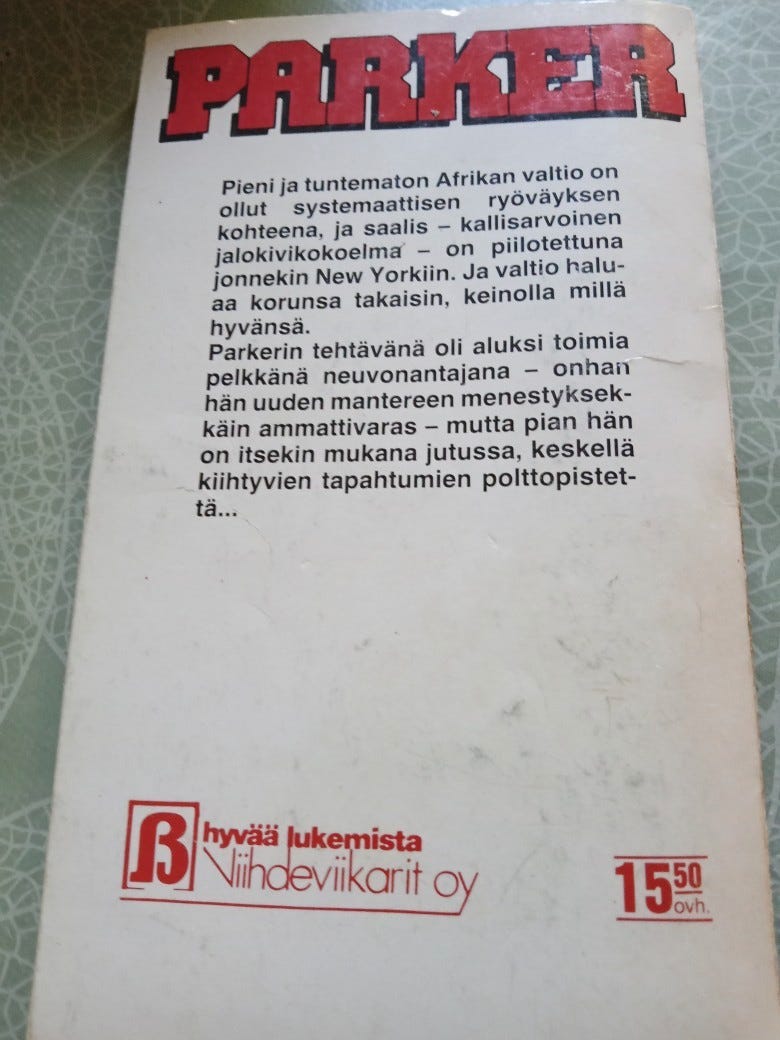 PARKER
Pieni ja tuntematon Afrikan valtio on
ollut systemaattisen ryöväyksen
kohteena, ja saalis – kallisarvoinen
jalokivikokoelma – on piilotettuna
jonnekin New Yorkiin. Ja valtio halu-
aa korunsa takaisin, keinolla millä
hyvänsä.
Parkerin tehtävänä oli aluksi toimia
pelkkänä neuvonantajana – onhan
hän uuden mantereen menestyksek-
käin ammattivaras – mutta pian hän
on itsekin mukana jutussa, keskellä
kiihtyvien tapahtumien polttopistet-
tä...
ß hyvää lukemista
Viihdeviikarit oy
15 50
ovh.